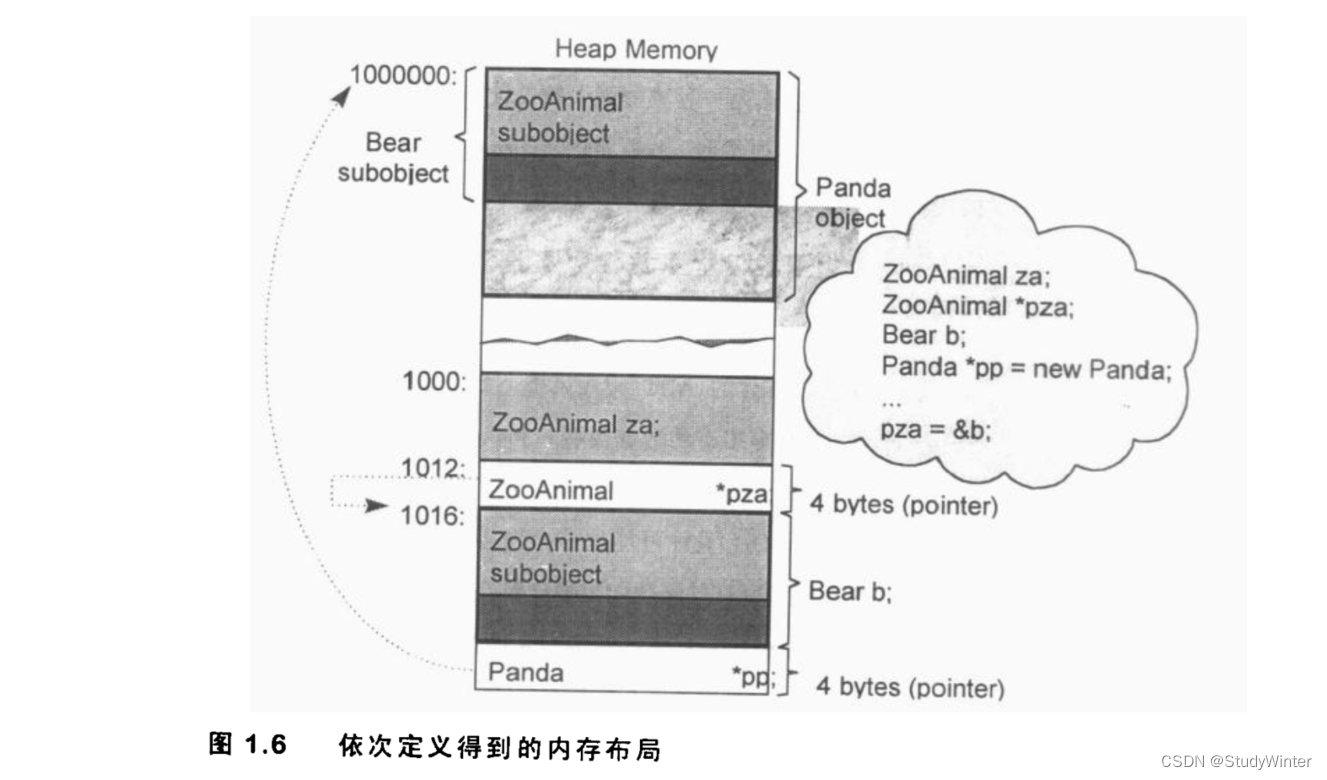 Heap Memory
1000000:
ZooAnimal
subobject
Bear
subobject
Panda
object
ZooAnimal za;
ZooAnimal *pza;
Bear b;
Panda *pp = new Panda;
...
pza = &b;
1000:
ZooAnimal za;
1012:
ZooAnimal *pza
4 bytes (pointer)
1016:
ZooAnimal
subobject
Bear b;
Panda *pp;
4 bytes (pointer)
图 1.6 依次定义得到的内存布局
CSDN @StudyWinter